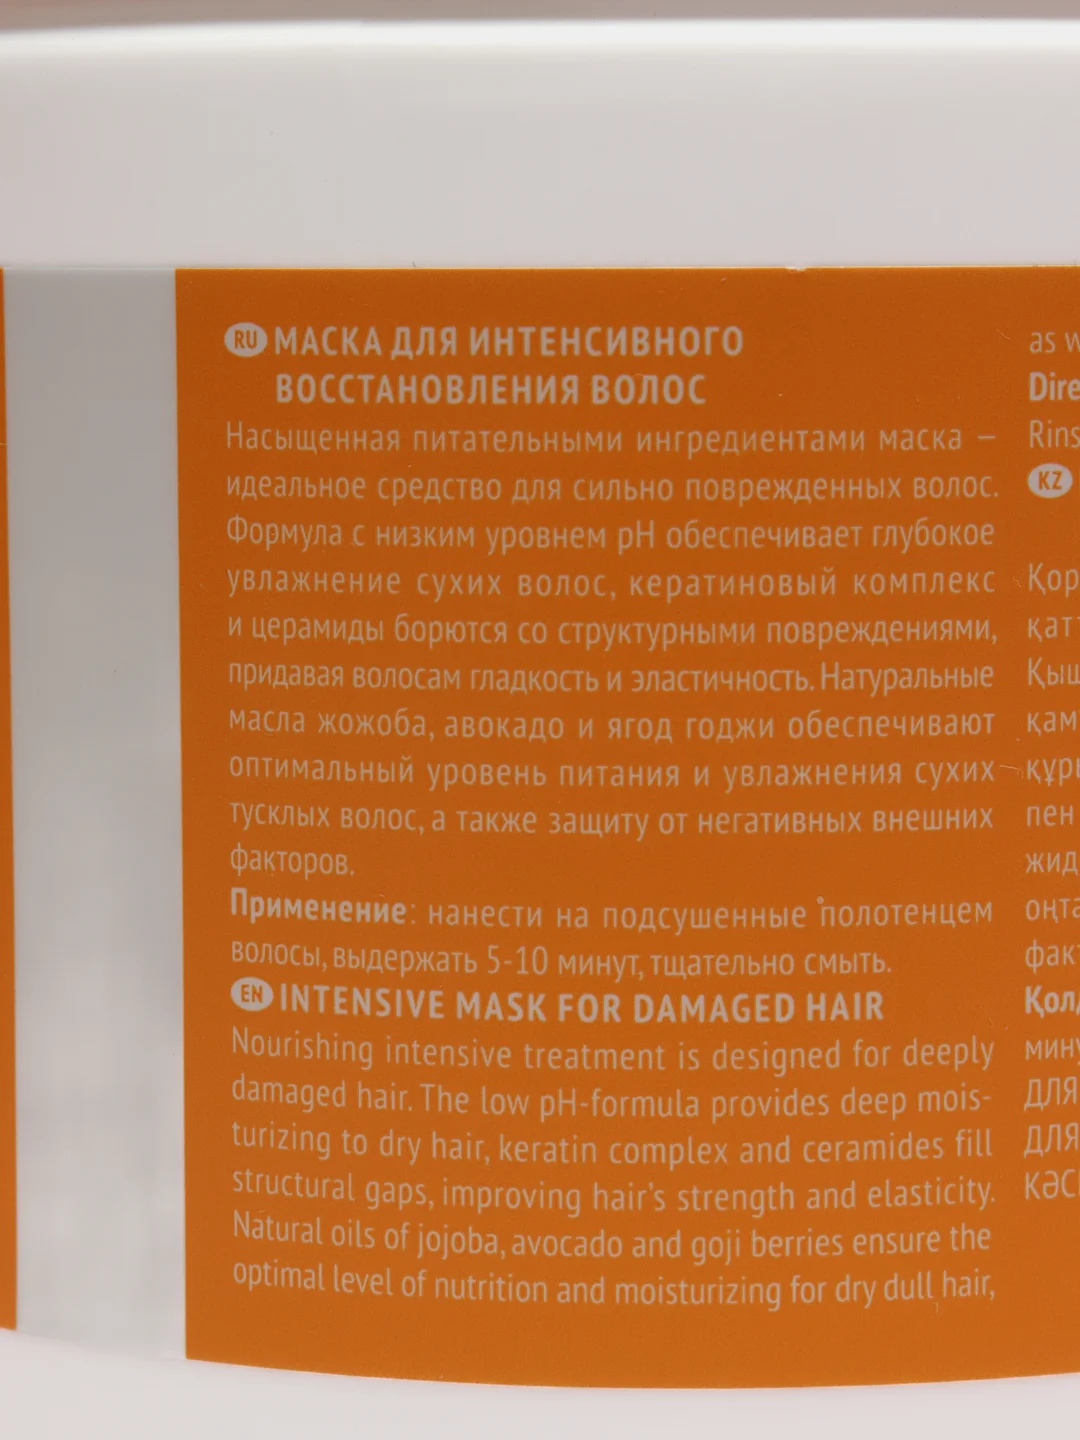 RU МАСКА ДЛЯ ИНТЕНСИВНОГО
ВОССТАНОВЛЕНИЯ ВОЛОС
Насыщенная питательными ингредиентами маска –
идеальное средство для сильно поврежденных волос.
Формула с низким уровнем pH обеспечивает глубокое
увлажнение сухих волос, кератиновый комплекс
и церамиды борются со структурными повреждениями,
придавая волосам гладкость и эластичность. Натуральные
масла жожоба, авокадо и ягод годжи обеспечивают
оптимальный уровень питания и увлажнения сухих
тусклых волос, а также защиту от негативных внешних
факторов.
Применение: нанести на подсушенные полотенцем
волосы, выдержать 5-10 минут, тщательно смыть.
EN INTENSIVE MASK FOR DAMAGED HAIR
Nourishing intensive treatment is designed for deeply
damaged hair. The low pH-formula provides deep mois-
turizing to dry hair, keratin complex and ceramides fill
structural gaps, improving hair's strength and elasticity.
Natural oils of jojoba, avocado and goji berries ensure the
optimal level of nutrition and moisturizing for dry dull hair,
as
KZ
пен
ДЛЯ
ДЛЯ